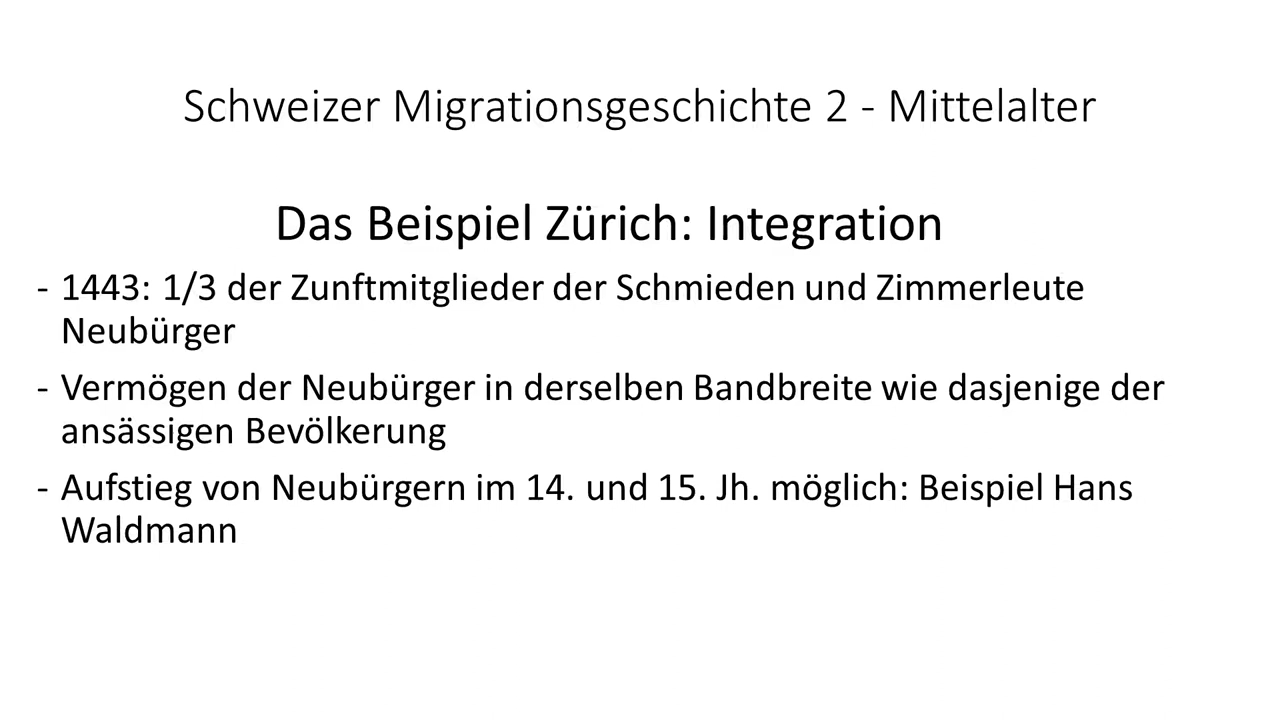 Schweizer Migrationsgeschichte 2 - Mittelalter
Das Beispiel Zürich: Integration
- 1443: 1/3 der Zunftmitglieder der Schmieden und Zimmerleute
Neubürger
- Vermögen der Neubürger in derselben Bandbreite wie dasjenige der
ansässigen Bevölkerung
- Aufstieg von Neubürgern im 14. und 15. Jh. möglich: Beispiel Hans
Waldmann